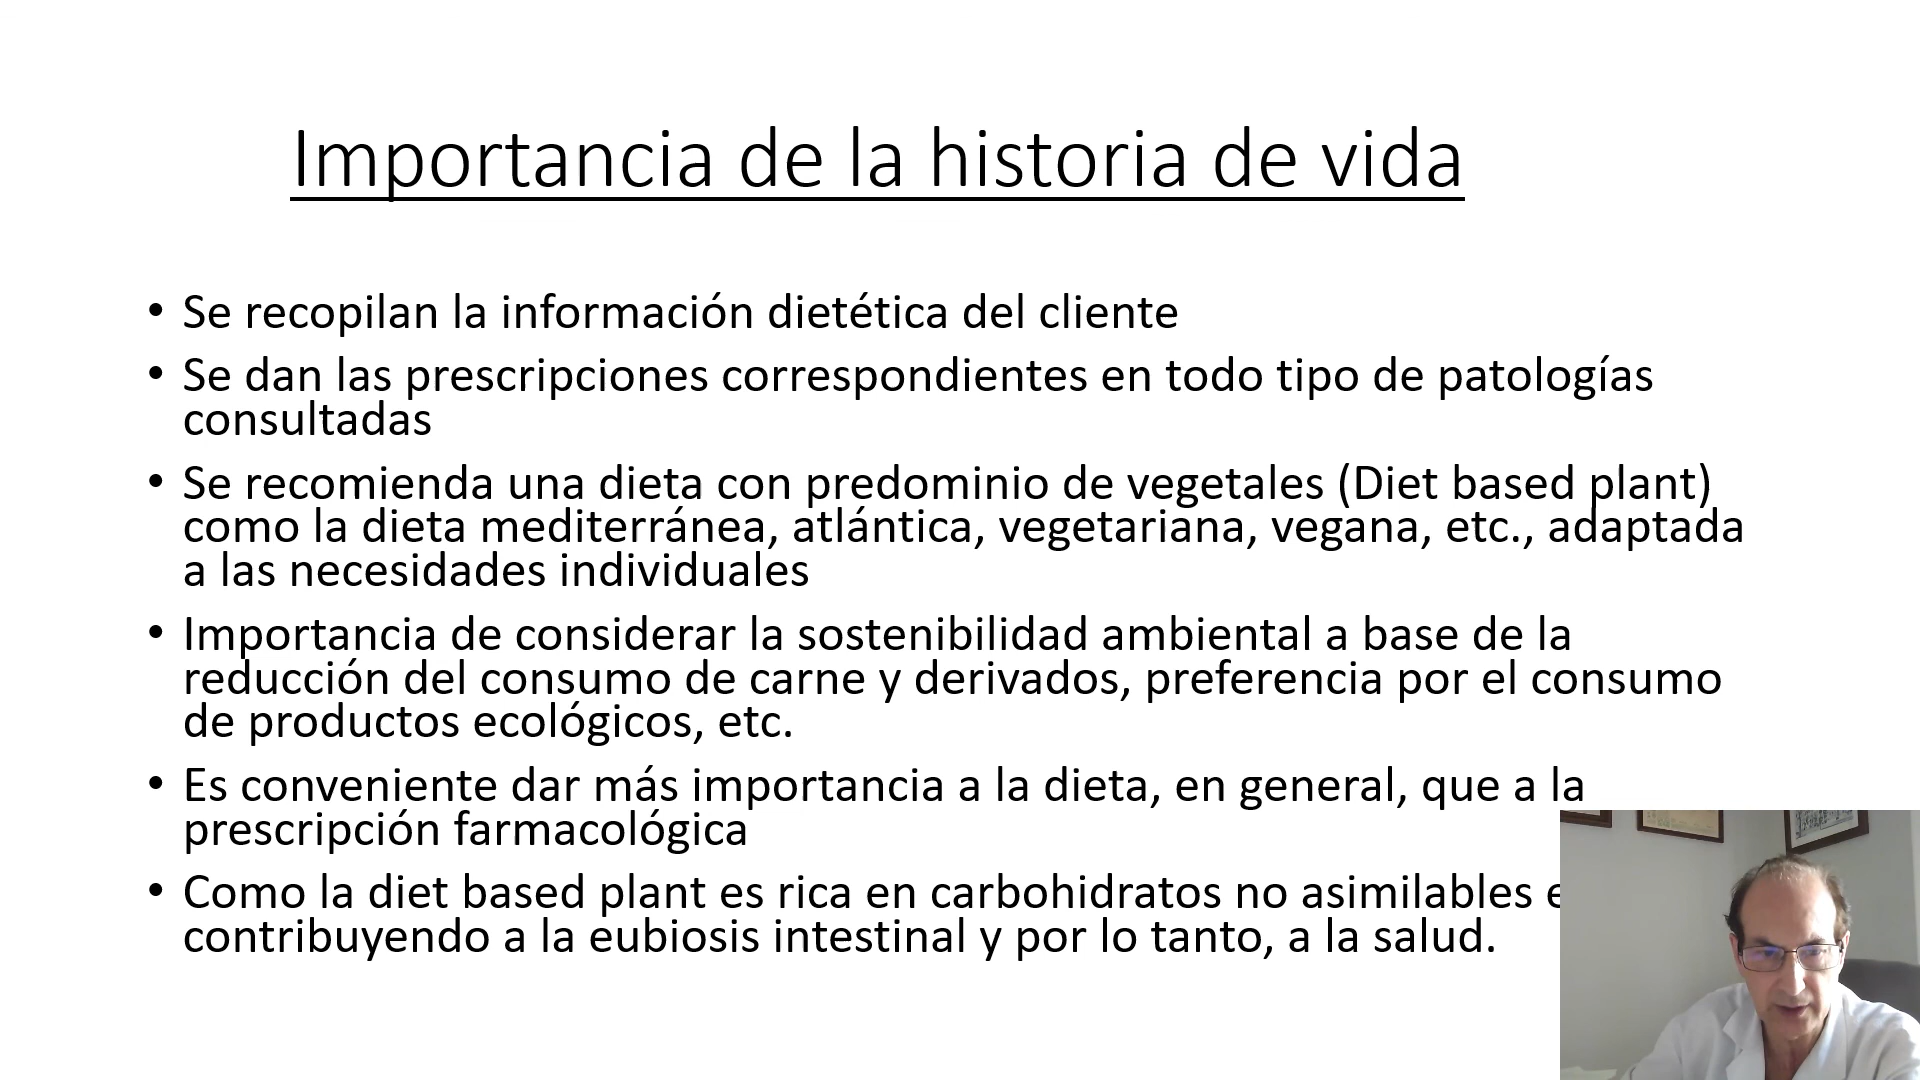 Importancia de la historia de vida
• Se recopilan la información dietética del cliente
• Se dan las prescripciones correspondientes en todo tipo de patologías
consultadas
• Se recomienda una dieta con predominio de vegetales (Diet based plant)
como la dieta mediterránea, atlántica, vegetariana, vegana, etc., adaptada
a las necesidades individuales
• Importancia de considerar la sostenibilidad ambiental a base de la
reducción del consumo de carne y derivados, preferencia por el consumo
de productos ecológicos, etc.
• Es conveniente dar más importancia a la dieta, en general, que a la
prescripción farmacológica
• Como la diet based plant es rica en carbohidratos no asimilables
contribuyendo a la eubiosis intestinal y por lo tanto, a la salud.